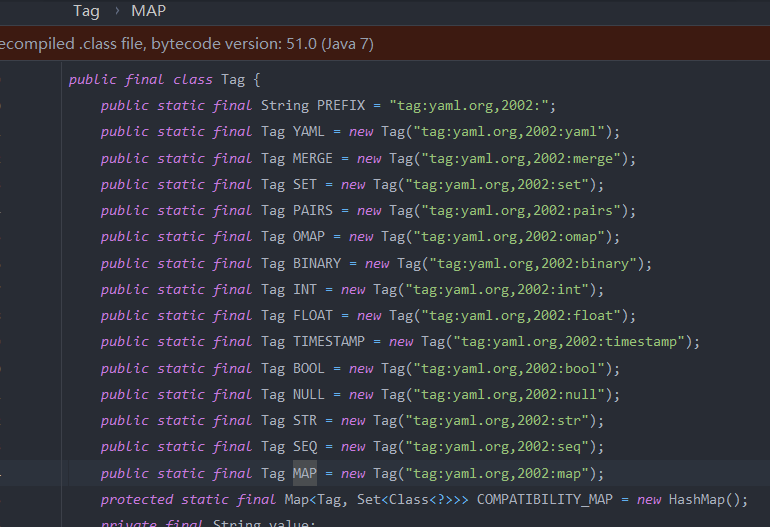 Tag > MAP
ecompiled .class file, bytecode version: 51.0 (Java 7)
public final class Tag {
public static final String PREFIX = "tag:yaml.org,2002:";
public static final Tag YAML = new Tag("tag:yaml.org,2002:yaml");
public static final Tag MERGE = new Tag("tag:yaml.org,2002:merge");
public static final Tag SET = new Tag("tag:yaml.org,2002:set");
public static final Tag PAIRS = new Tag("tag:yaml.org,2002:pairs");
public static final Tag OMAP = new Tag("tag:yaml.org,2002:omap");
public static final Tag BINARY = new Tag("tag:yaml.org,2002:binary");
public static final Tag INT = new Tag("tag:yaml.org,2002:int");
public static final Tag FLOAT = new Tag("tag:yaml.org,2002:float");
public static final Tag TIMESTAMP = new Tag("tag:yaml.org,2002:timestamp");
public static final Tag BOOL = new Tag("tag:yaml.org,2002:bool");
public static final Tag NULL = new Tag("tag:yaml.org,2002:null");
public static final Tag STR = new Tag("tag:yaml.org,2002:str");
public static final Tag SEQ = new Tag("tag:yaml.org,2002:seq");
public static final Tag MAP = new Tag("tag:yaml.org,2002:map");
protected static final Map<Tag, Set<Class<?>>> COMPATIBILITY_MAP = new HashMap();
private final String value;